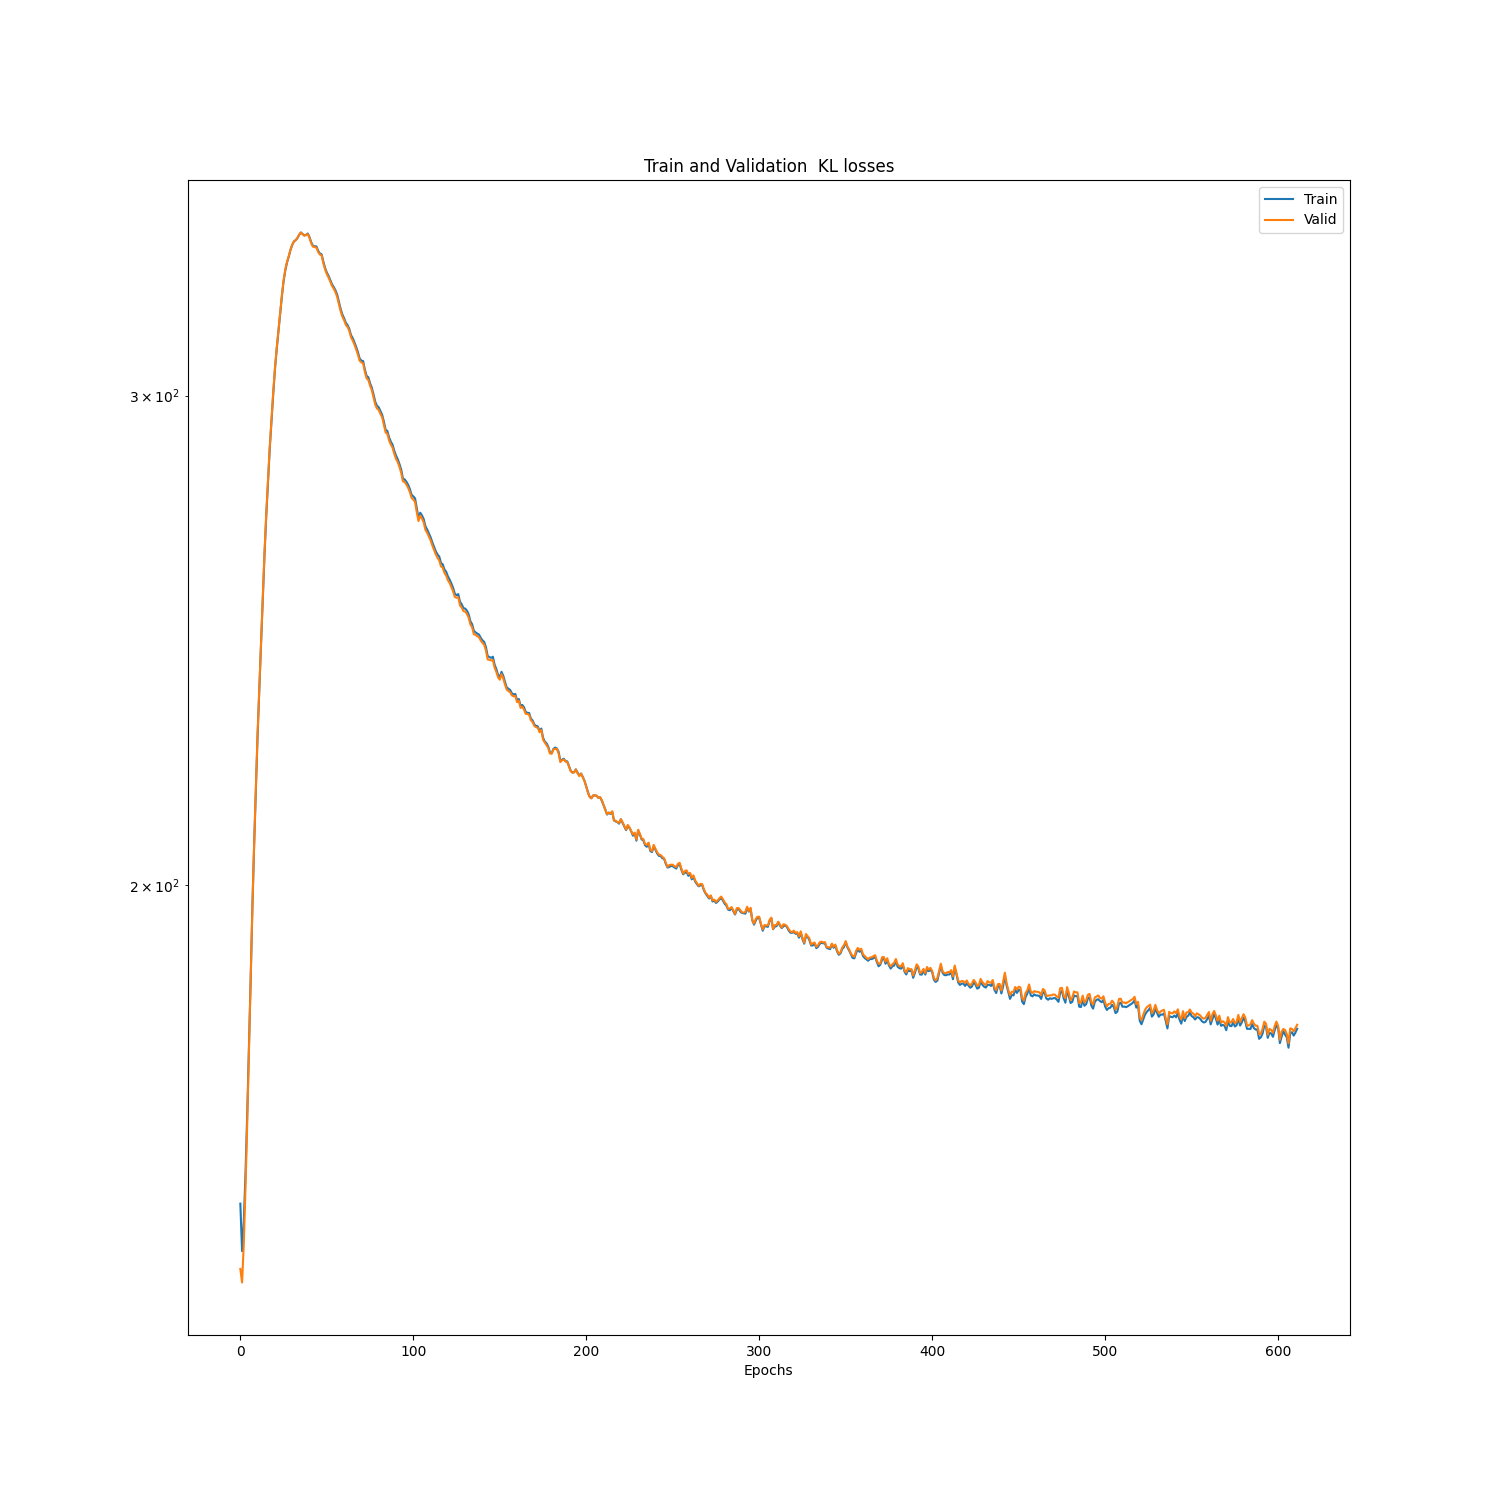 Train and Validation  KL losses
Train
Valid
3 × 10²
2 × 10²
0 100 200 300 400 500 600
Epochs